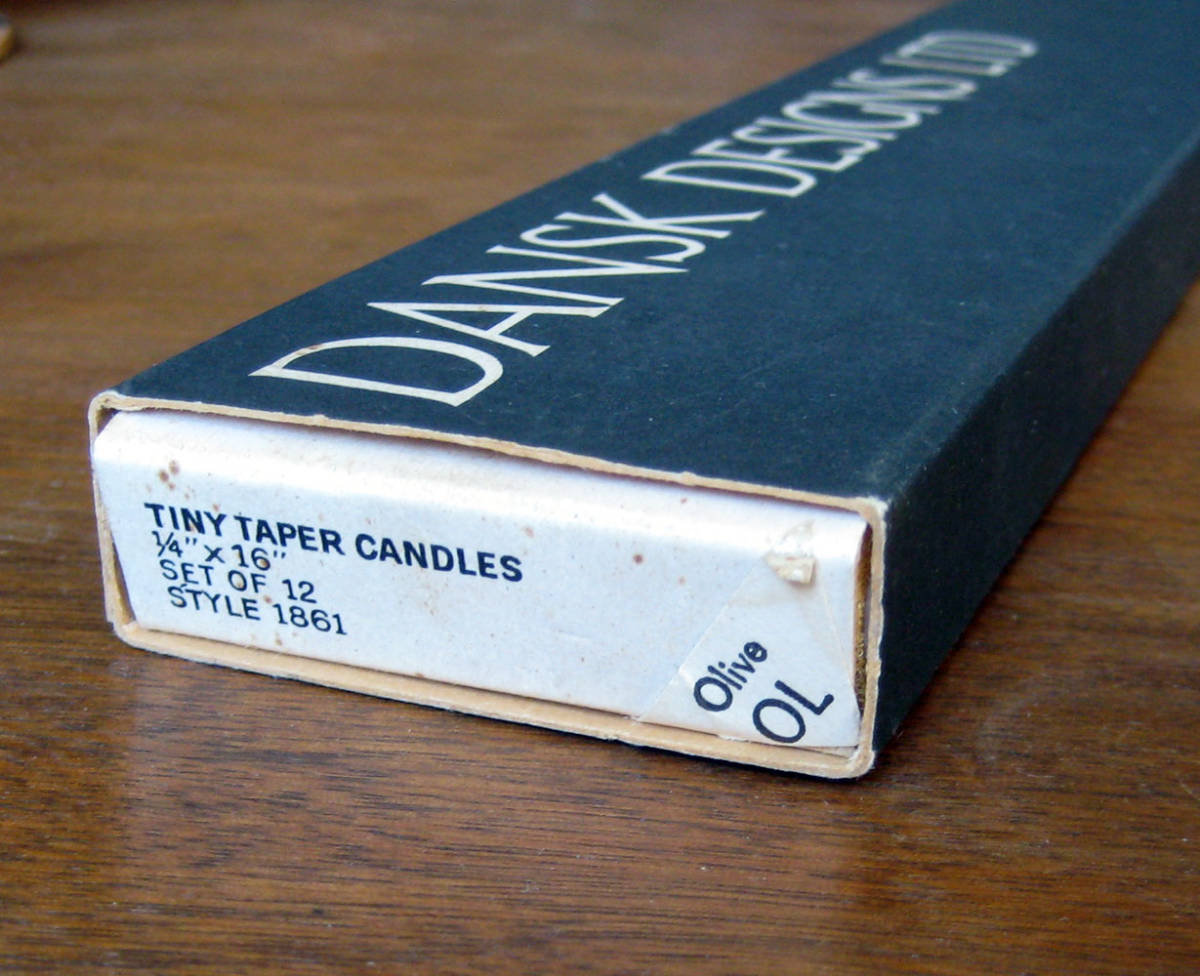 DANSK DESIGNS LTD
TINY TAPER CANDLES
¼" x 16"
SET OF 12
STYLE 1861
Olive
OL